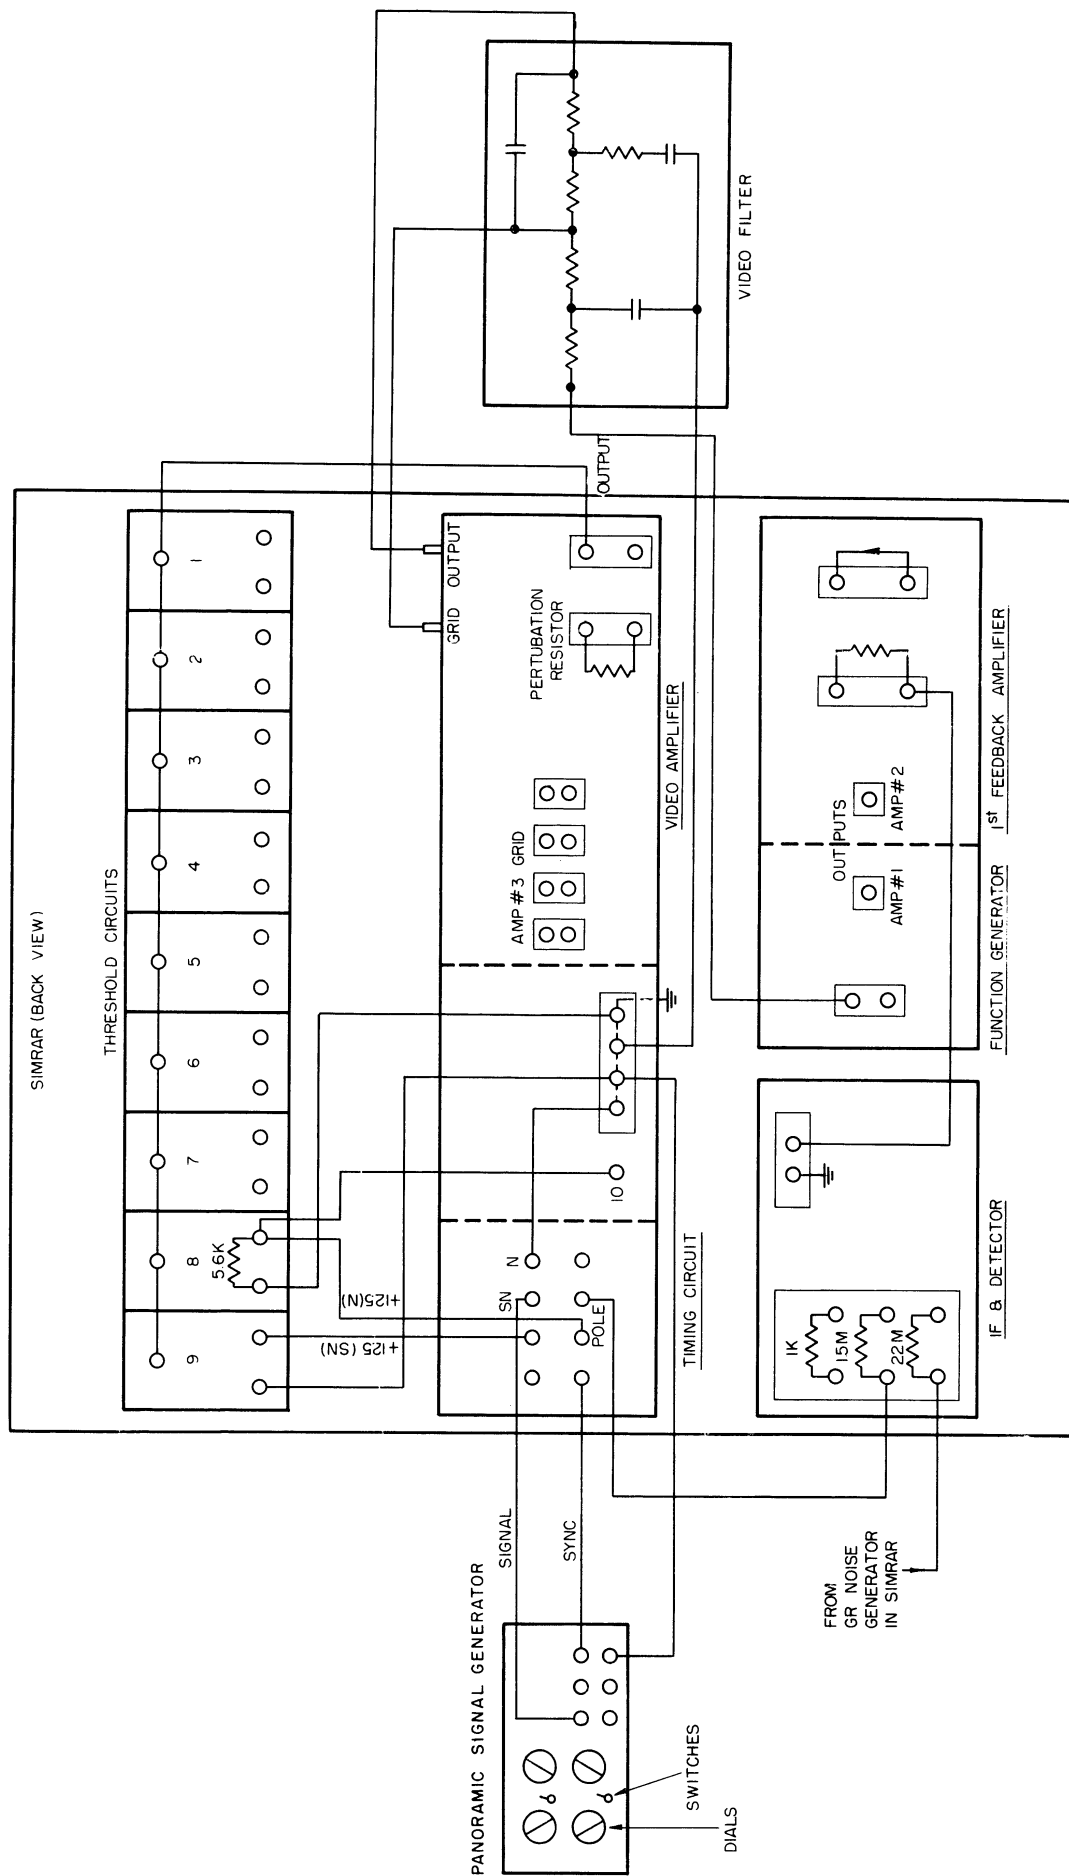 SIMRAR (BACK VIEW)
THRESHOLD CIRCUITS
9
8
7
6
5
4
3
2
1
5.6K
+125 (SN)
+125(N)
GRID
OUTPUT
SN
N
POLE
10
AMP #3 GRID
PERTUBATION
RESISTOR
TIMING CIRCUIT
VIDEO AMPLIFIER
OUTPUT
VIDEO FILTER
PANORAMIC SIGNAL GENERATOR
SIGNAL
SYNC
SWITCHES
DIALS
FROM
GR NOISE
GENERATOR
IN SIMRAR
1K
15M
22M
IF & DETECTOR
OUTPUTS
AMP#1
AMP#2
FUNCTION GENERATOR
1st FEEDBACK AMPLIFIER